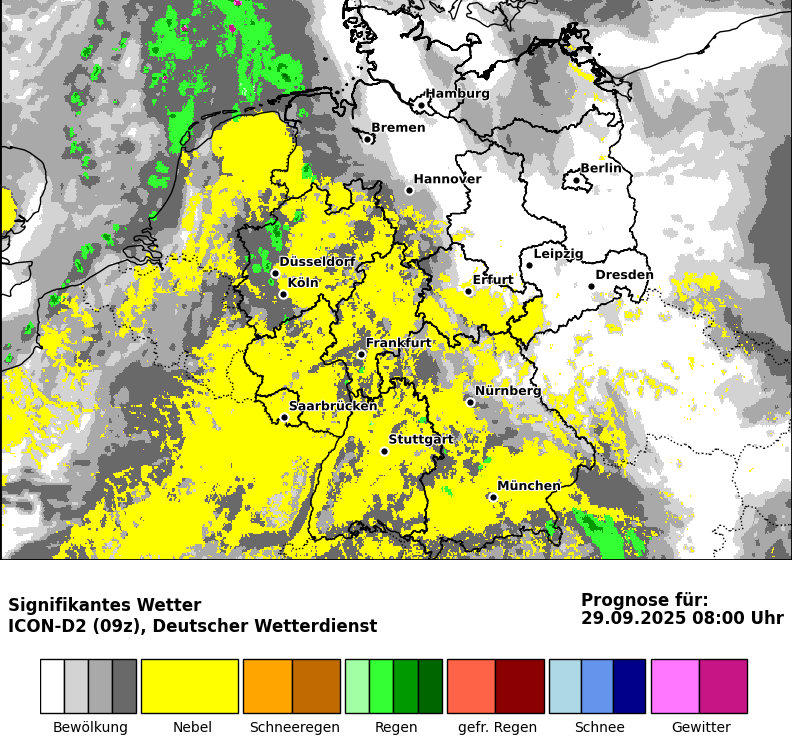 Hamburg
Bremen
Berlin
Hannover
Leipzig
Düsseldorf
Dresden
Köln
Erfurt
Frankfurt
Nürnberg
Saarbrücken
Stuttgart
München
Signifikantes Wetter
ICON-D2 (09z), Deutscher Wetterdienst
Prognose für:
29.09.2025 08:00 Uhr
Bewölkung
Nebel
Schneeregen
Regen
gefr. Regen
Schnee
Gewitter